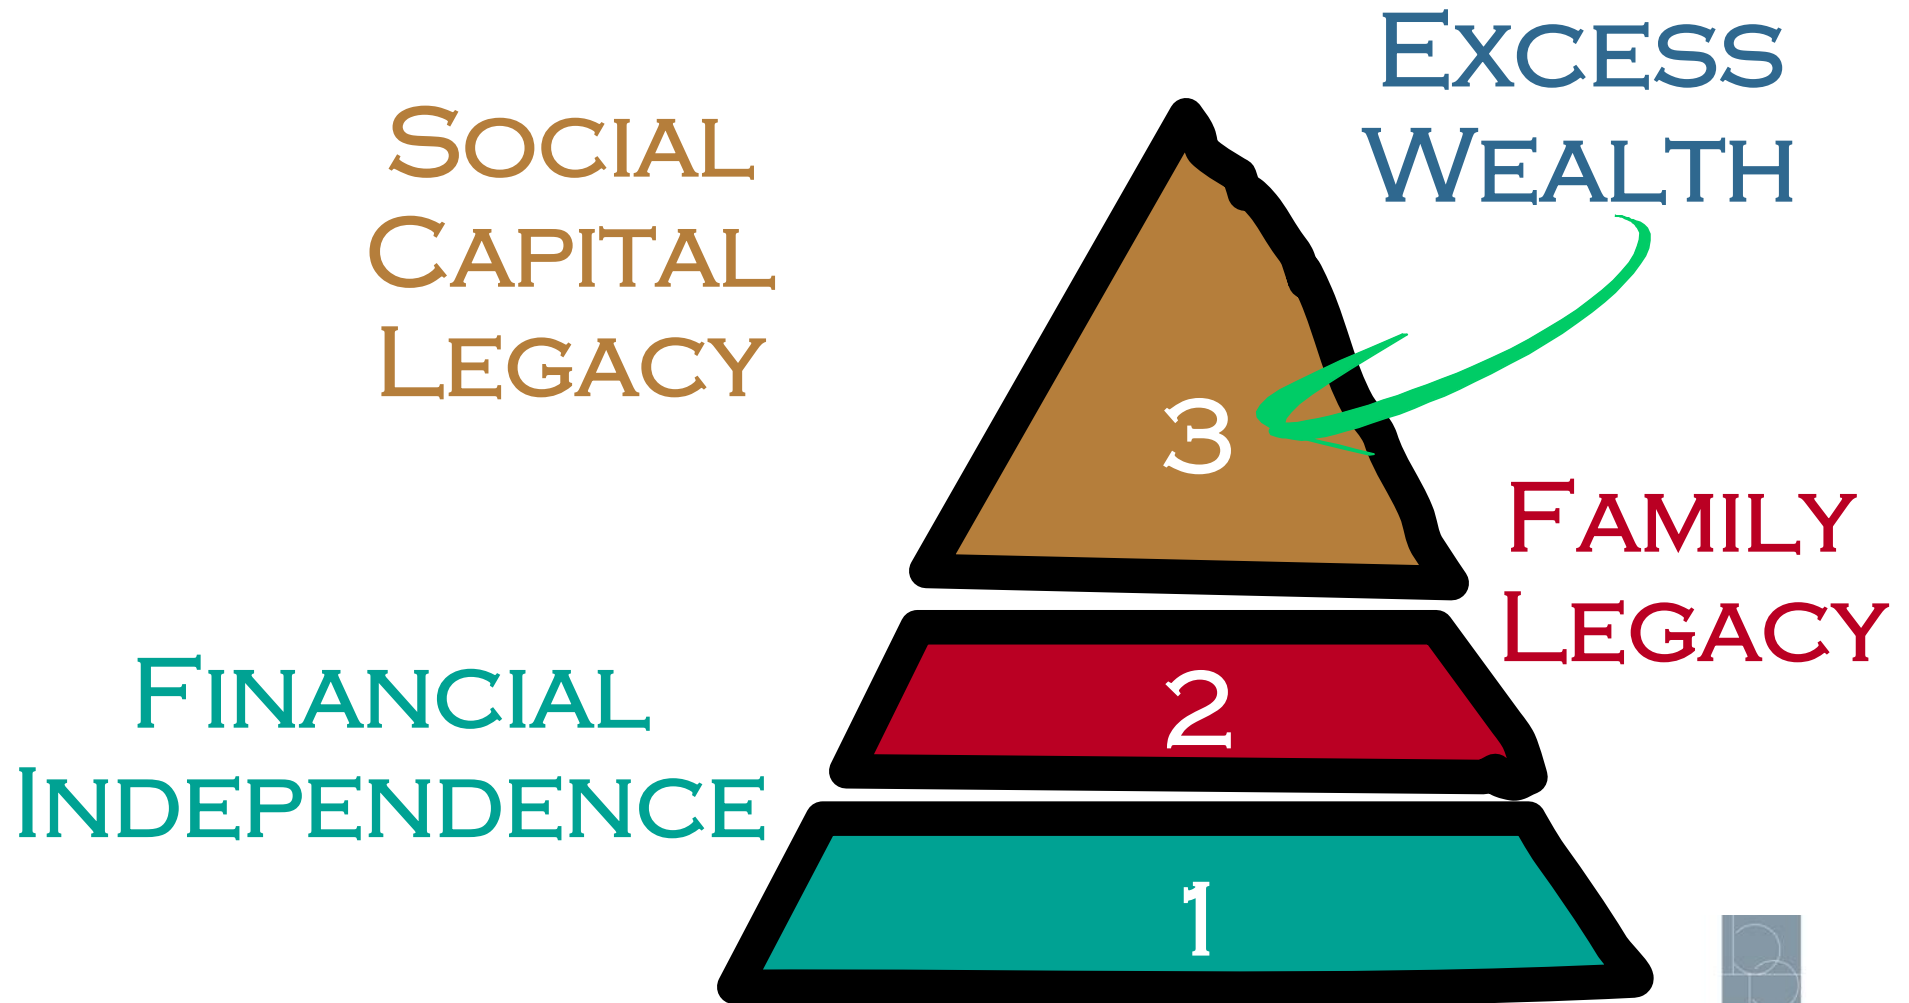 Excess
Wealth
Social
Capital
Legacy
3
Family
Legacy
Financial
Independence
2
1